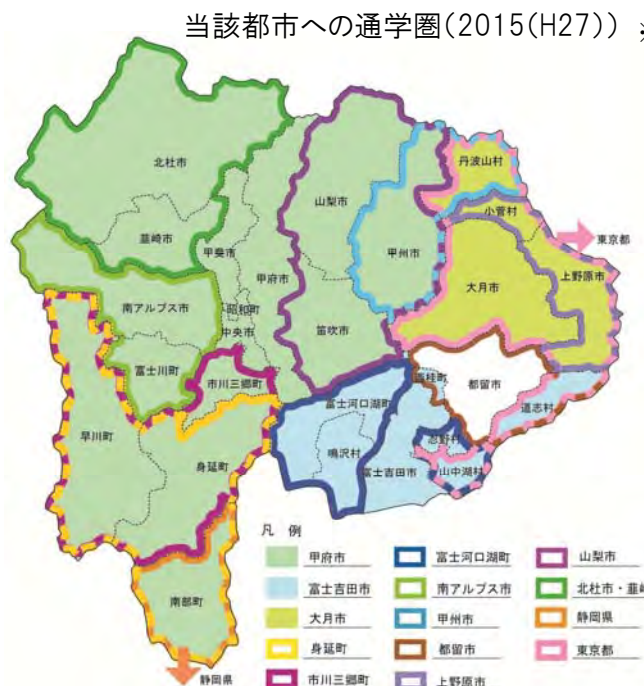 当該都市への通学圏(2015(H27)) ※
北杜市
丹波山村
山梨市
小菅村
韮崎市
甲斐市
甲州市
東京都
甲府市
上野原市
大月市
南アルプス市
昭和町
中央市
笛吹市
富士川町
市川三郷町
西桂町
都留市
道志村
富士河口湖町
早川町
忍野村
鳴沢村
身延町
富士吉田市
山中湖村
凡 例
甲府市
富士河口湖町
山梨市
富士吉田市
南アルプス市
北杜市・韮崎
大月市
甲州市
静岡県
南部町
身延町
都留市
東京都
静岡県
市川三郷町
上野原市